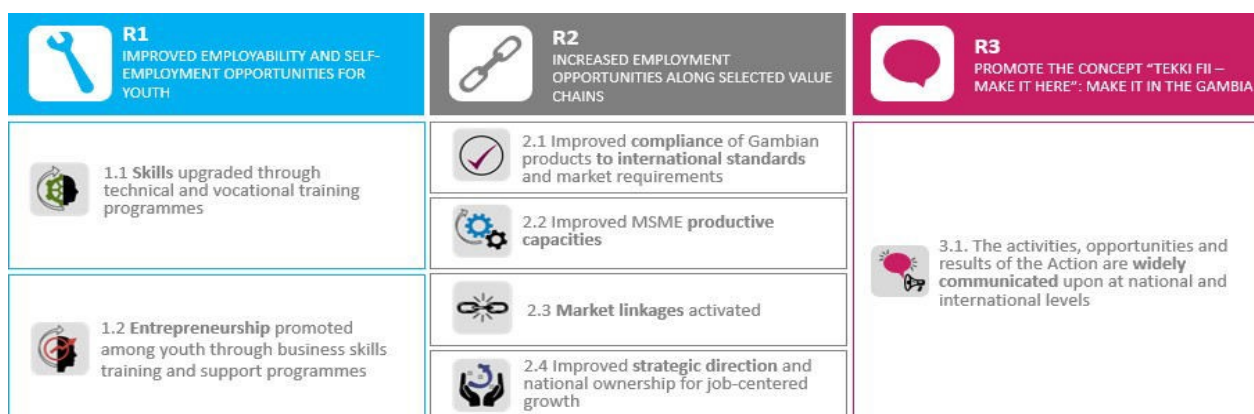 R1
IMPROVED EMPLOYABILITY AND SELF-
EMPLOYMENT OPPORTUNITIES FOR
YOUTH
1.1 Skills upgraded through
technical and vocational training
programmes
1.2 Entrepreneurship promoted
among youth through business skills
training and support programmes
R2
INCREASED EMPLOYMENT
OPPORTUNITIES ALONG SELECTED VALUE
CHAINS
2.1 Improved compliance of Gambian
products to international standards
and market requirements
2.2 Improved MSME productive
capacities
2.3 Market linkages activated
2.4 Improved strategic direction and
national ownership for job-centered
growth
R3
PROMOTE THE CONCEPT “TEKKI FII –
MAKE IT HERE”: MAKE IT IN THE GAMBIA
3.1. The activities, opportunities and
results of the Action are widely
communicated upon at national and
international levels